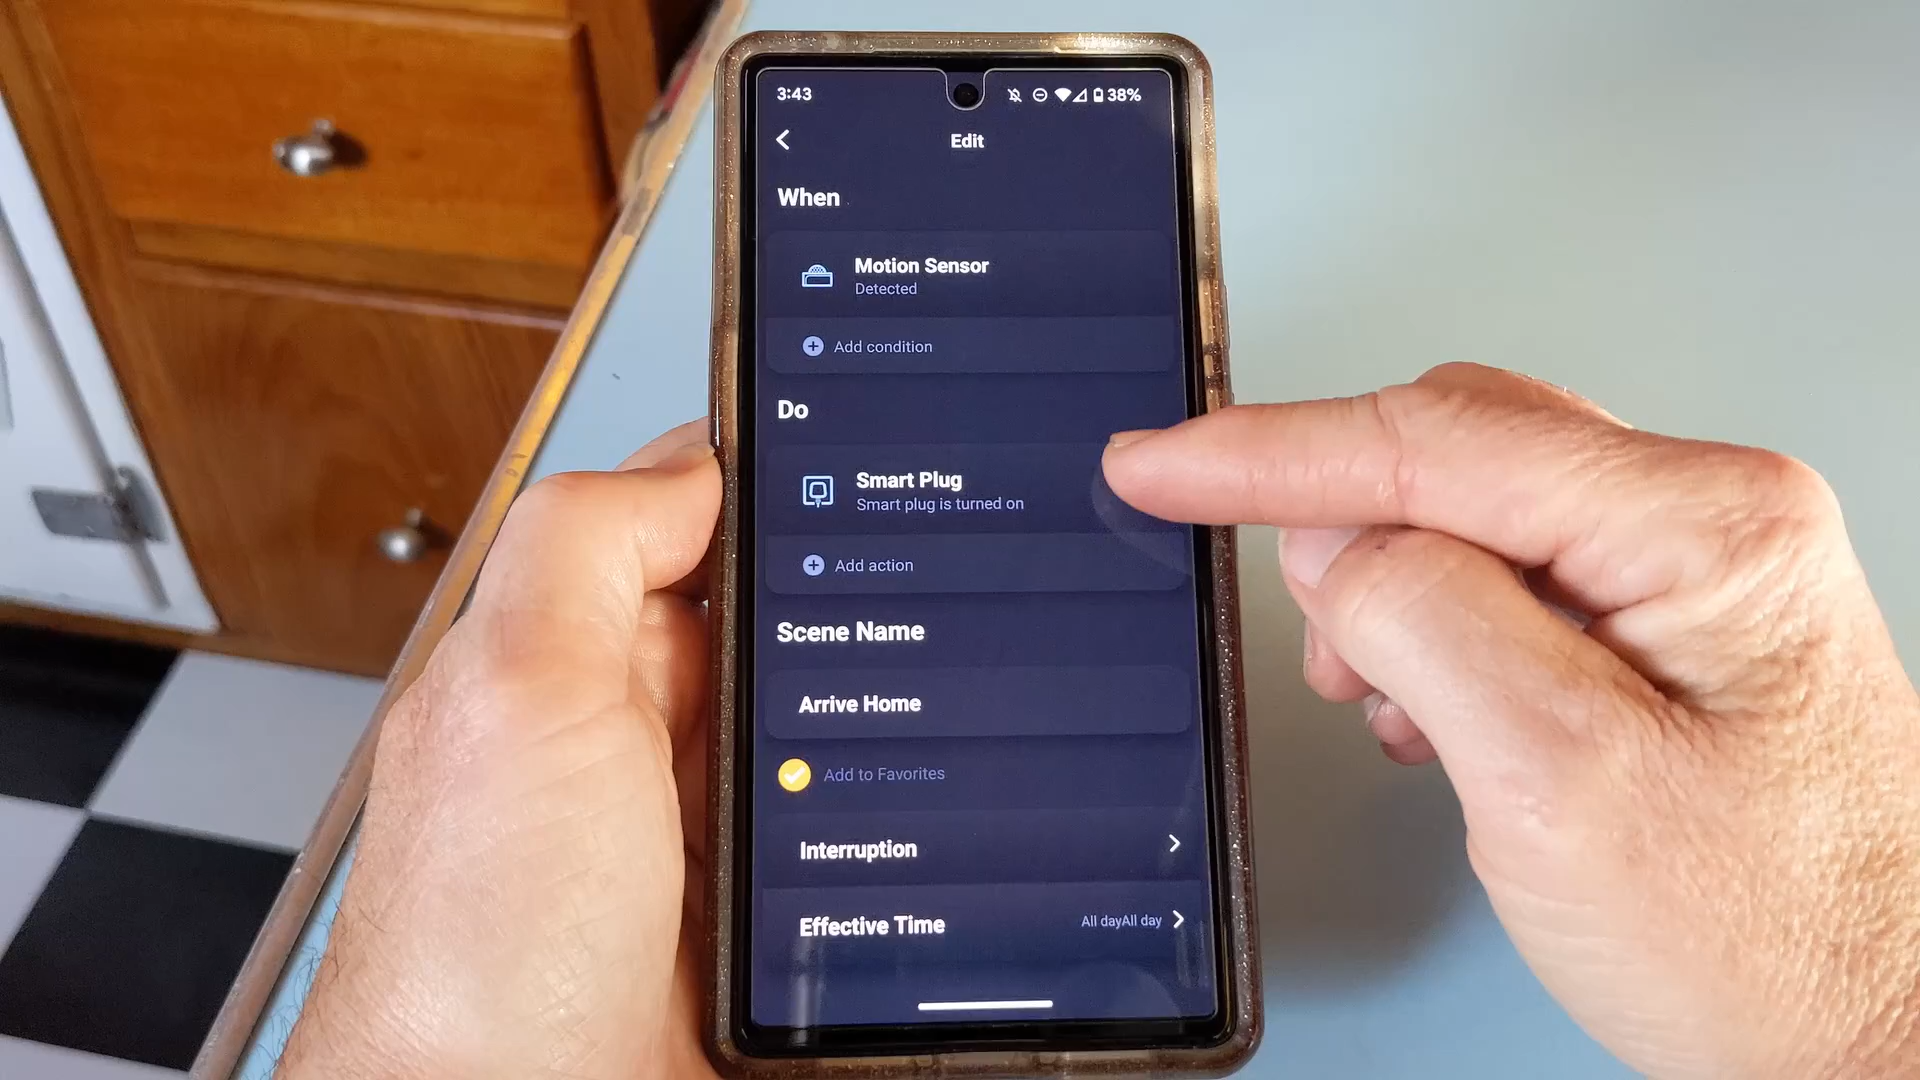 3:43
38%
Edit
When
Motion Sensor
Detected
Add condition
Do
Smart Plug
Smart plug is turned on
Add action
Scene Name
Arrive Home
Add to Favorites
Interruption
Effective Time
All dayAll day